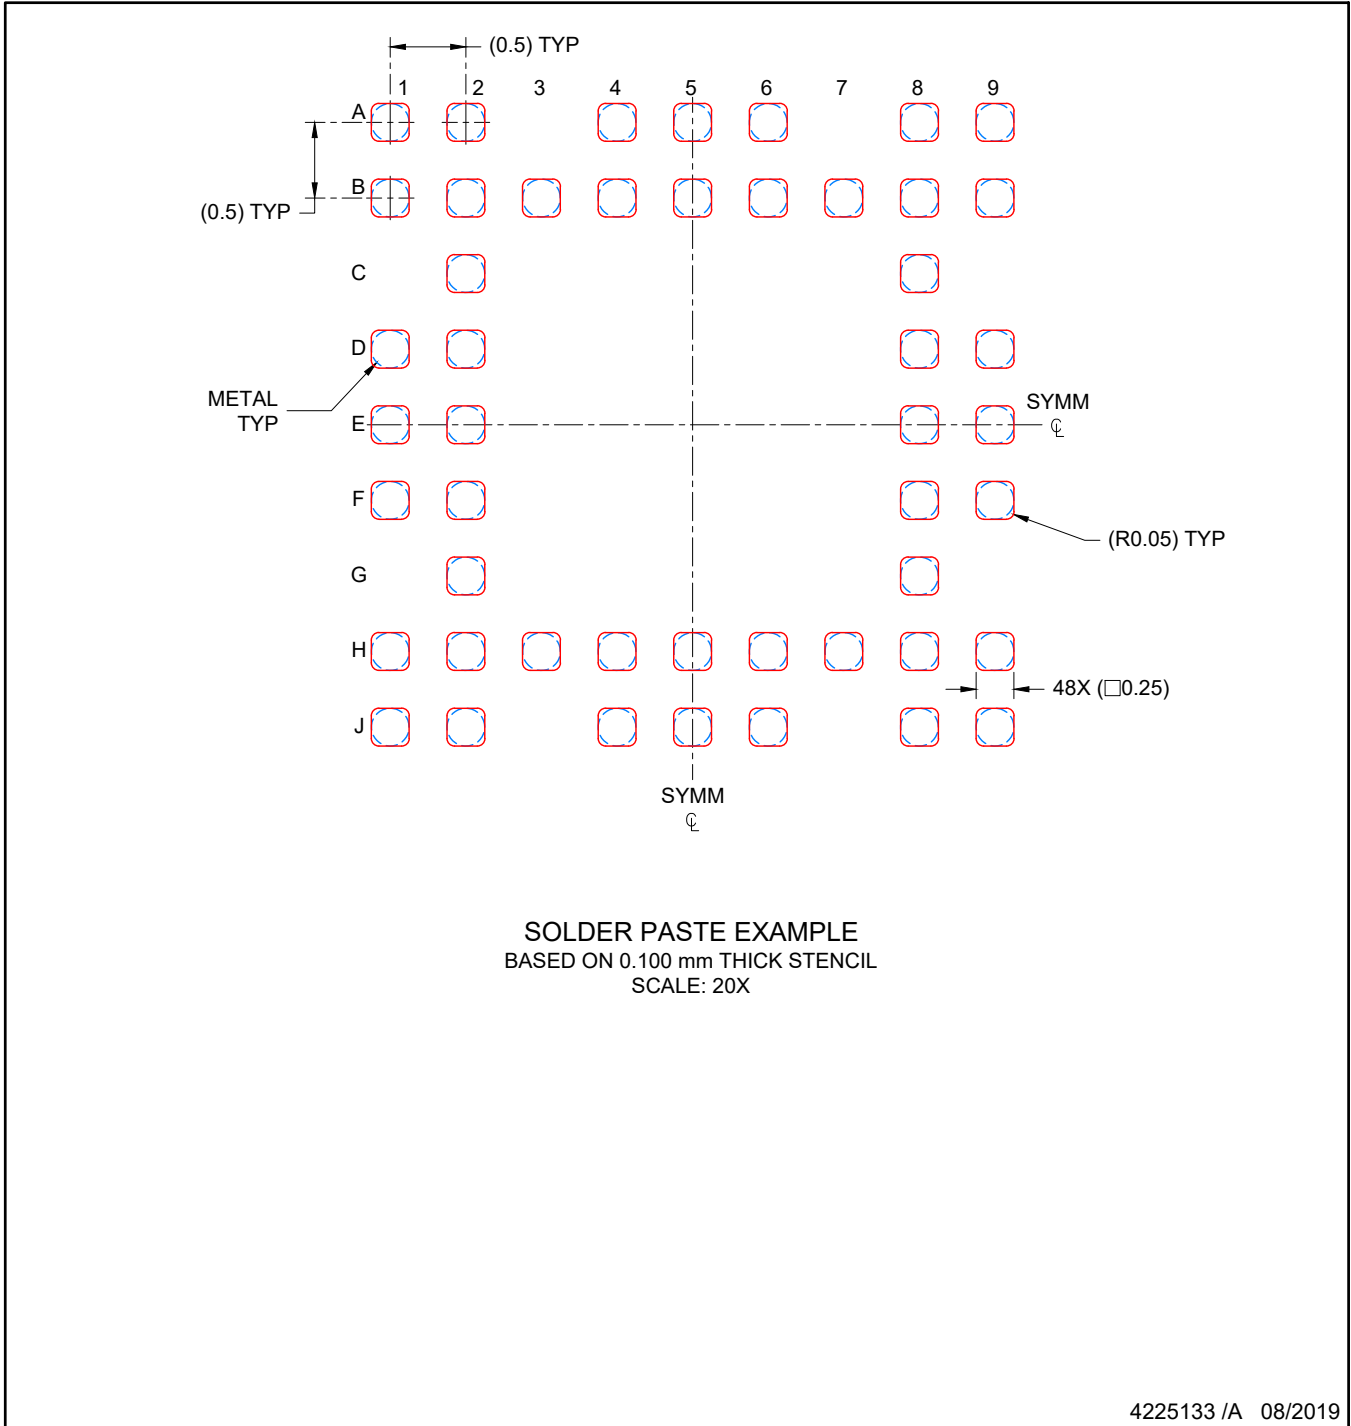 (0.5) TYP
1 2 3 4 5 6 7 8 9
A
B
(0.5) TYP
C
D
METAL
TYP
E
SYMM
℄
F
(R0.05) TYP
G
H
48X (□0.25)
J
SYMM
℄
SOLDER PASTE EXAMPLE
BASED ON 0.100 mm THICK STENCIL
SCALE: 20X
4225133 /A 08/2019